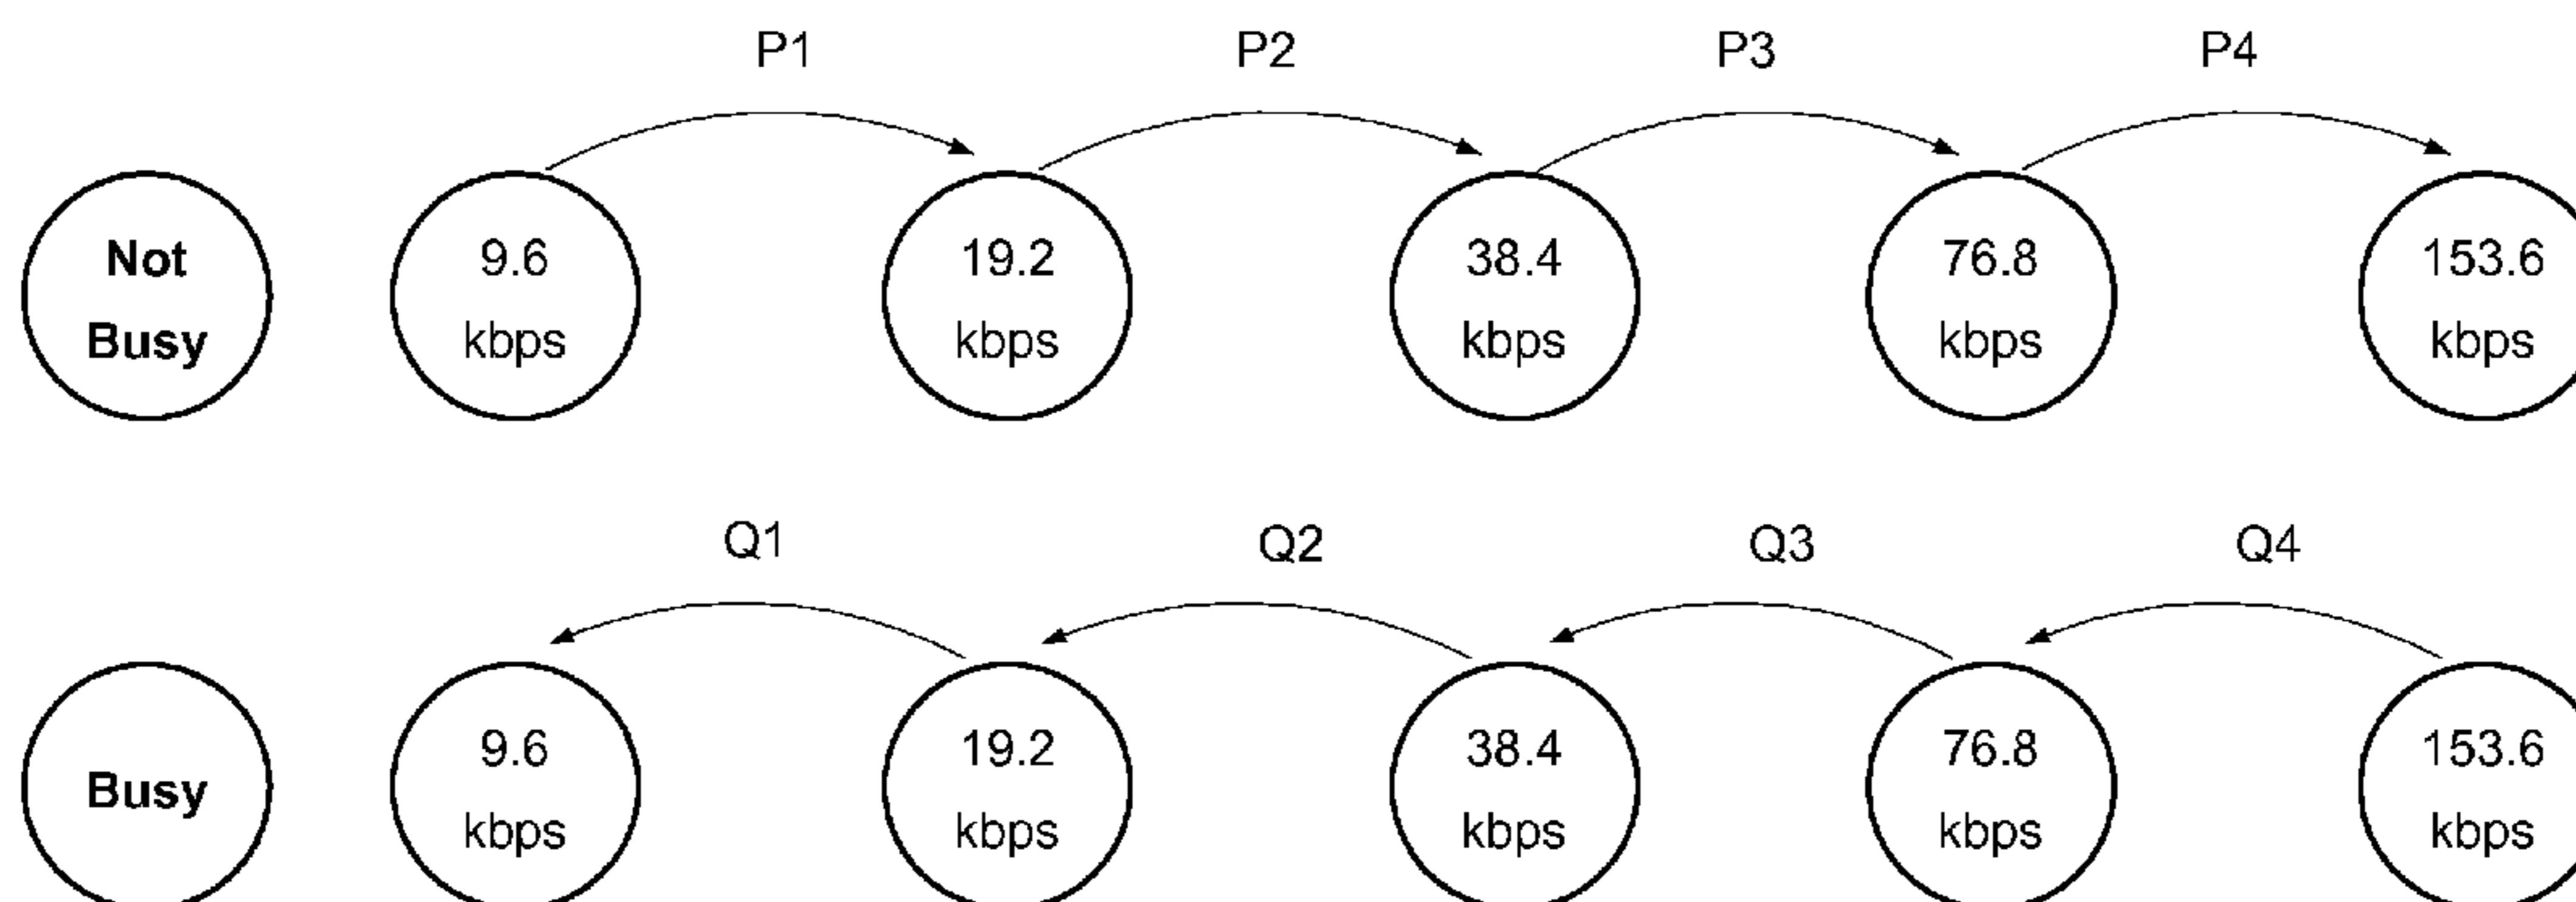 P1 P2 P3 P4
Not 9.6 19.2 38.4 76.8 153.6
Busy kbps kbps kbps kbps kbps
Q1 Q2 Q3 Q4
9.6 19.2 38.4 76.8 153.6
Busy
kbps kbps kbps kbps kbps